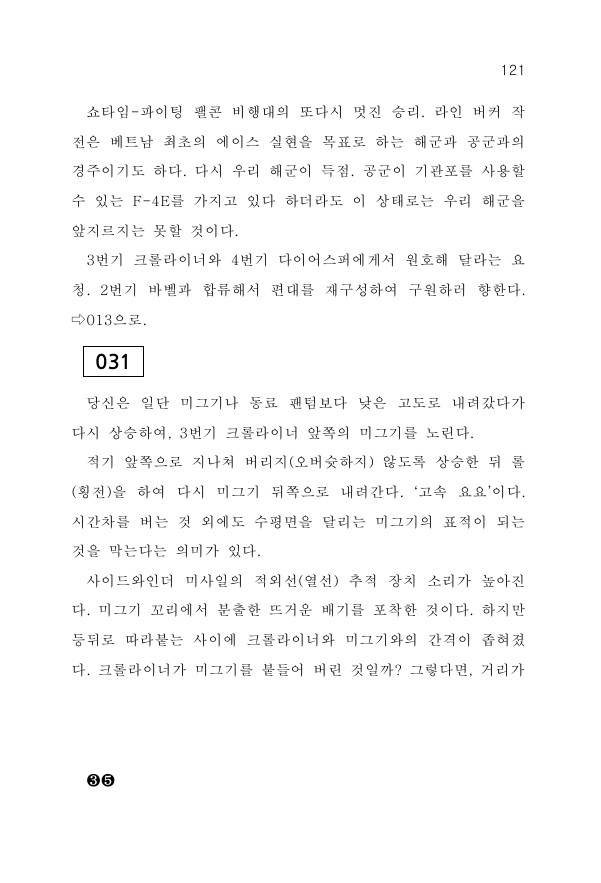 121
쇼타임-파이팅 팰콘 비행대의 또다시 멋진 승리. 라인 버커 작
전은 베트남 최초의 에이스 실현을 목표로 하는 해군과 공군과의
경주이기도 하다. 다시 우리 해군이 득점. 공군이 기관포를 사용할
수 있는 F-4E를 가지고 있다 하더라도 이 상태로는 우리 해군을
앞지르지는 못할 것이다.
3번기 크롤라이너와 4번기 다이어스퍼에게서 원호해 달라는 요
청. 2번기 바벨과 합류해서 편대를 재구성하여 구원하러 향한다.
⇨013으로.
031
당신은 일단 미그기나 동료 팬텀보다 낮은 고도로 내려갔다가
다시 상승하여, 3번기 크롤라이너 앞쪽의 미그기를 노린다.
적기 앞쪽으로 지나쳐 버리지(오버슛하지) 않도록 상승한 뒤 롤
(횡전)을 하여 다시 미그기 뒤쪽으로 내려간다. ‘고속 요요’이다.
시간차를 버는 것 외에도 수평면을 달리는 미그기의 표적이 되는
것을 막는다는 의미가 있다.
사이드와인더 미사일의 적외선(열선) 추적 장치 소리가 높아진
다. 미그기 꼬리에서 분출한 뜨거운 배기를 포착한 것이다. 하지만
등뒤로 따라붙는 사이에 크롤라이너와 미그기와의 간격이 좁혀졌
다. 크롤라이너가 미그기를 붙들어 버린 것일까? 그렇다면, 거리가
❸❺